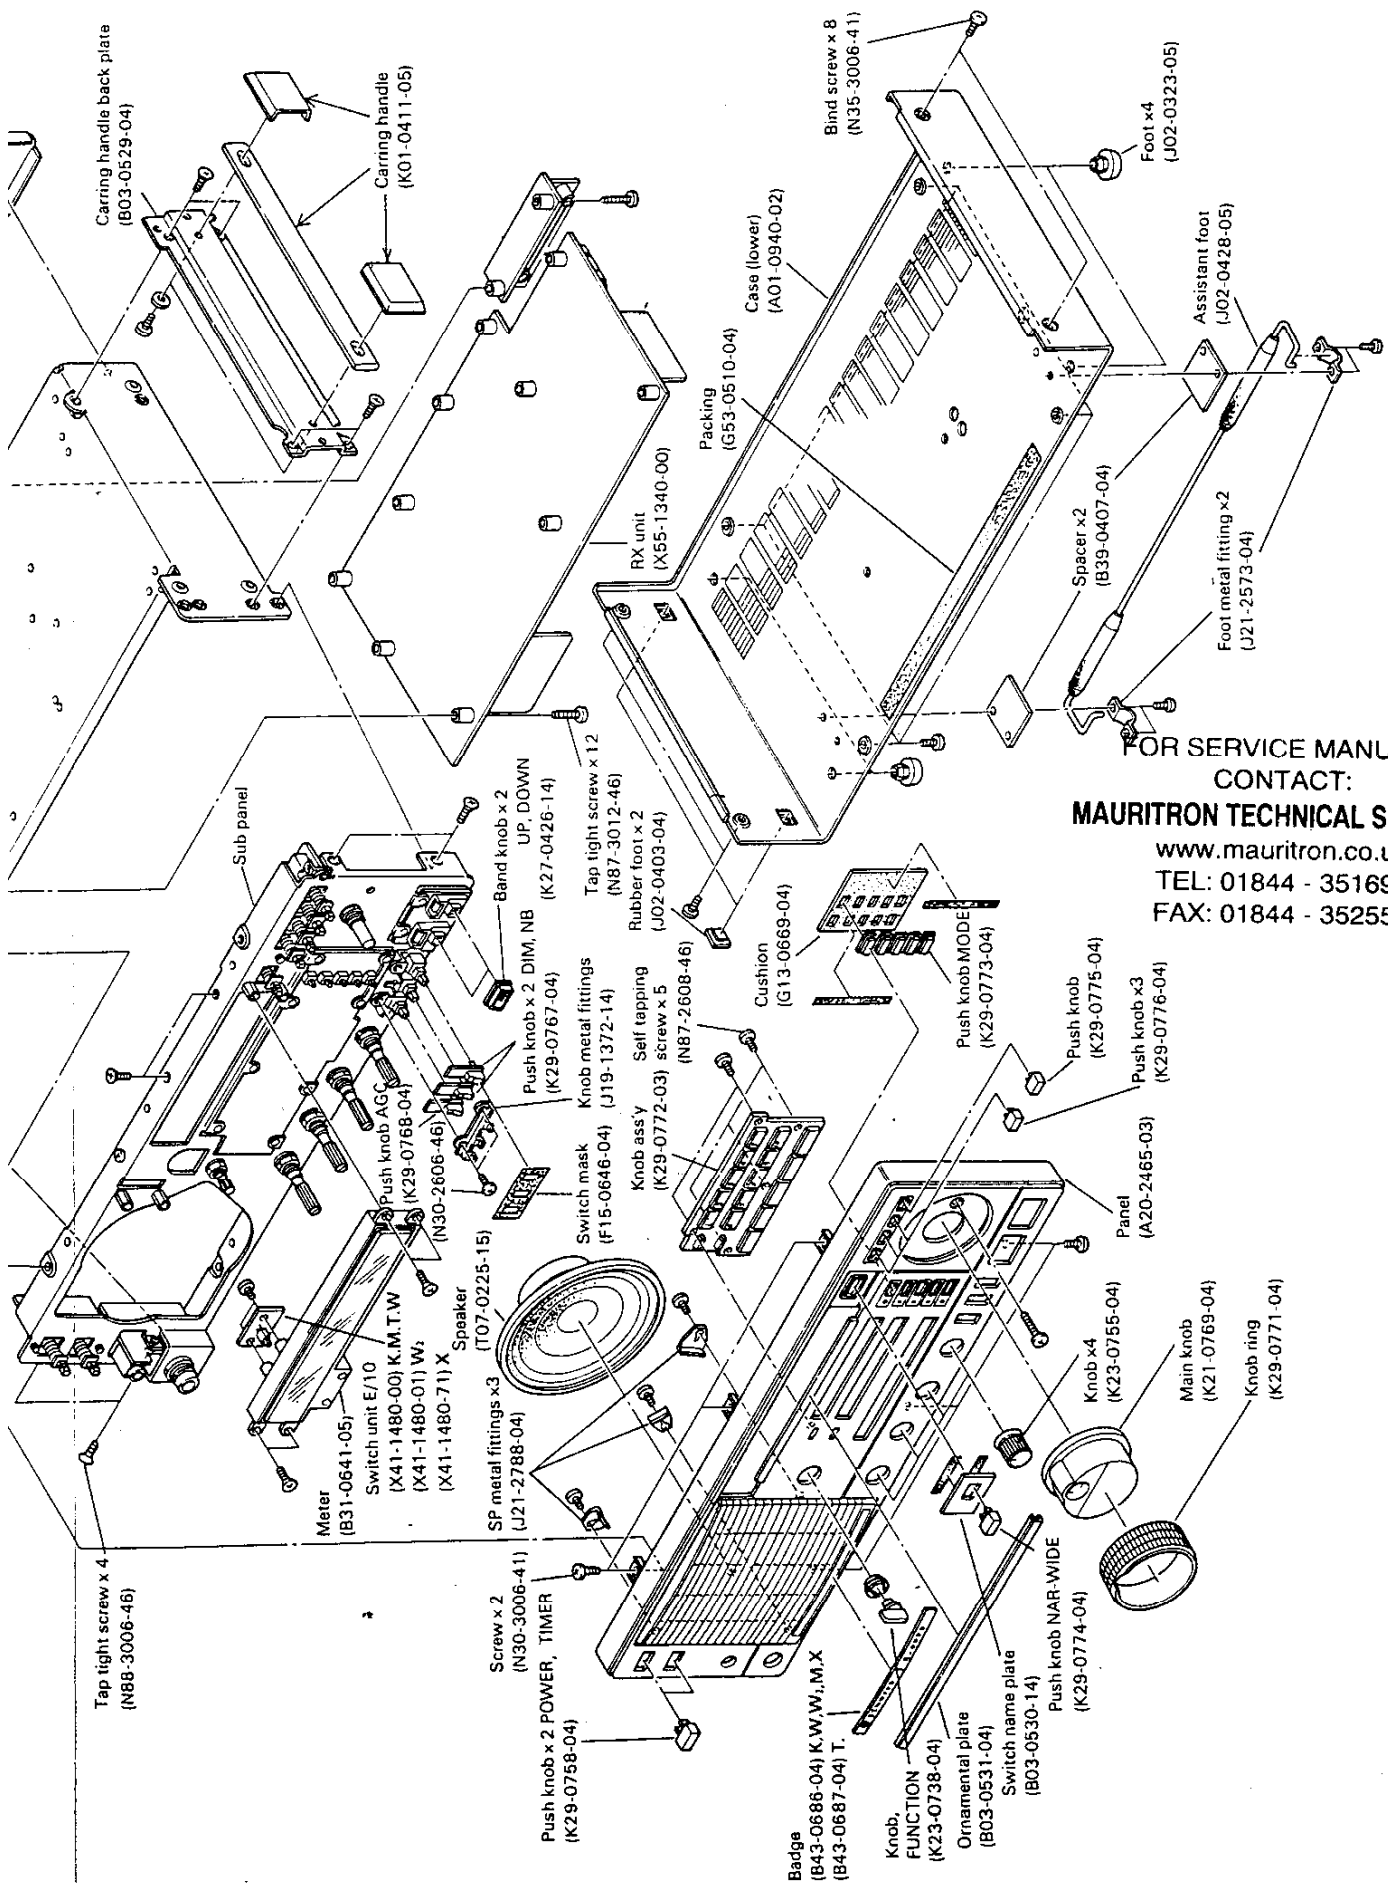 Carring handle back plate
(B03-0529-04)
Carring handle
(K01-0411-05)
Bind screw x 8
(N35-3006-41)
Foot x4
(J02-0323-05)
Case (lower)
(A01-0940-02)
Packing
(G53-0510-04)
Assistant foot
(J02-0428-05)
RX unit
(X55-1340-00)
Spacer x2
(B39-0407-04)
Foot metal fitting x2
(J21-2573-04)
Sub panel
Band knob x 2
UP, DOWN
(K27-0426-14)
Tap tight screw x 12
(N87-3012-46)
Rubber foot x 2
(J02-0403-04)
Push knob x 2 DIM, NB
(K29-0767-04)
Knob metal fittings
(J19-1372-14)
Self tapping
screw x 5
(N87-2608-46)
Cushion
(G13-0669-04)
Push knob MODE
(K29-0773-04)
Push knob
(K29-0775-04)
Push knob x3
(K29-0776-04)
Push knob AGC
(K29-0768-04)
(N30-2606-46)
Switch mask
(F15-0646-04)
Knob ass'y
(K29-0772-03)
Panel
(A20-2465-03)
Speaker
(T07-0225-15)
Meter
(B31-0641-05)
Switch unit E/10
(X41-1480-00) K.M.T.W
(X41-1480-01) W₂
(X41-1480-71) X
SP metal fittings x3
(J21-2788-04)
Screw x 2
(N30-3006-41)
Tap tight screw x 4
(N88-3006-46)
Push knob x 2 POWER, TIMER
(K29-0758-04)
Knob x4
(K23-0755-04)
Main knob
(K21-0769-04)
Knob ring
(K29-0771-04)
Badge
(B43-0686-04) K,W,W₂,M,X
(B43-0687-04) T.
Knob,
FUNCTION
(K23-0738-04)
Ornamental plate
(B03-0531-04)
Switch name plate
(B03-0530-14)
Push knob NAR-WIDE
(K29-0774-04)
FOR SERVICE MANU
CONTACT:
MAURITRON TECHNICAL S
www.mauritron.co.u
TEL: 01844 - 35169
FAX: 01844 - 35255